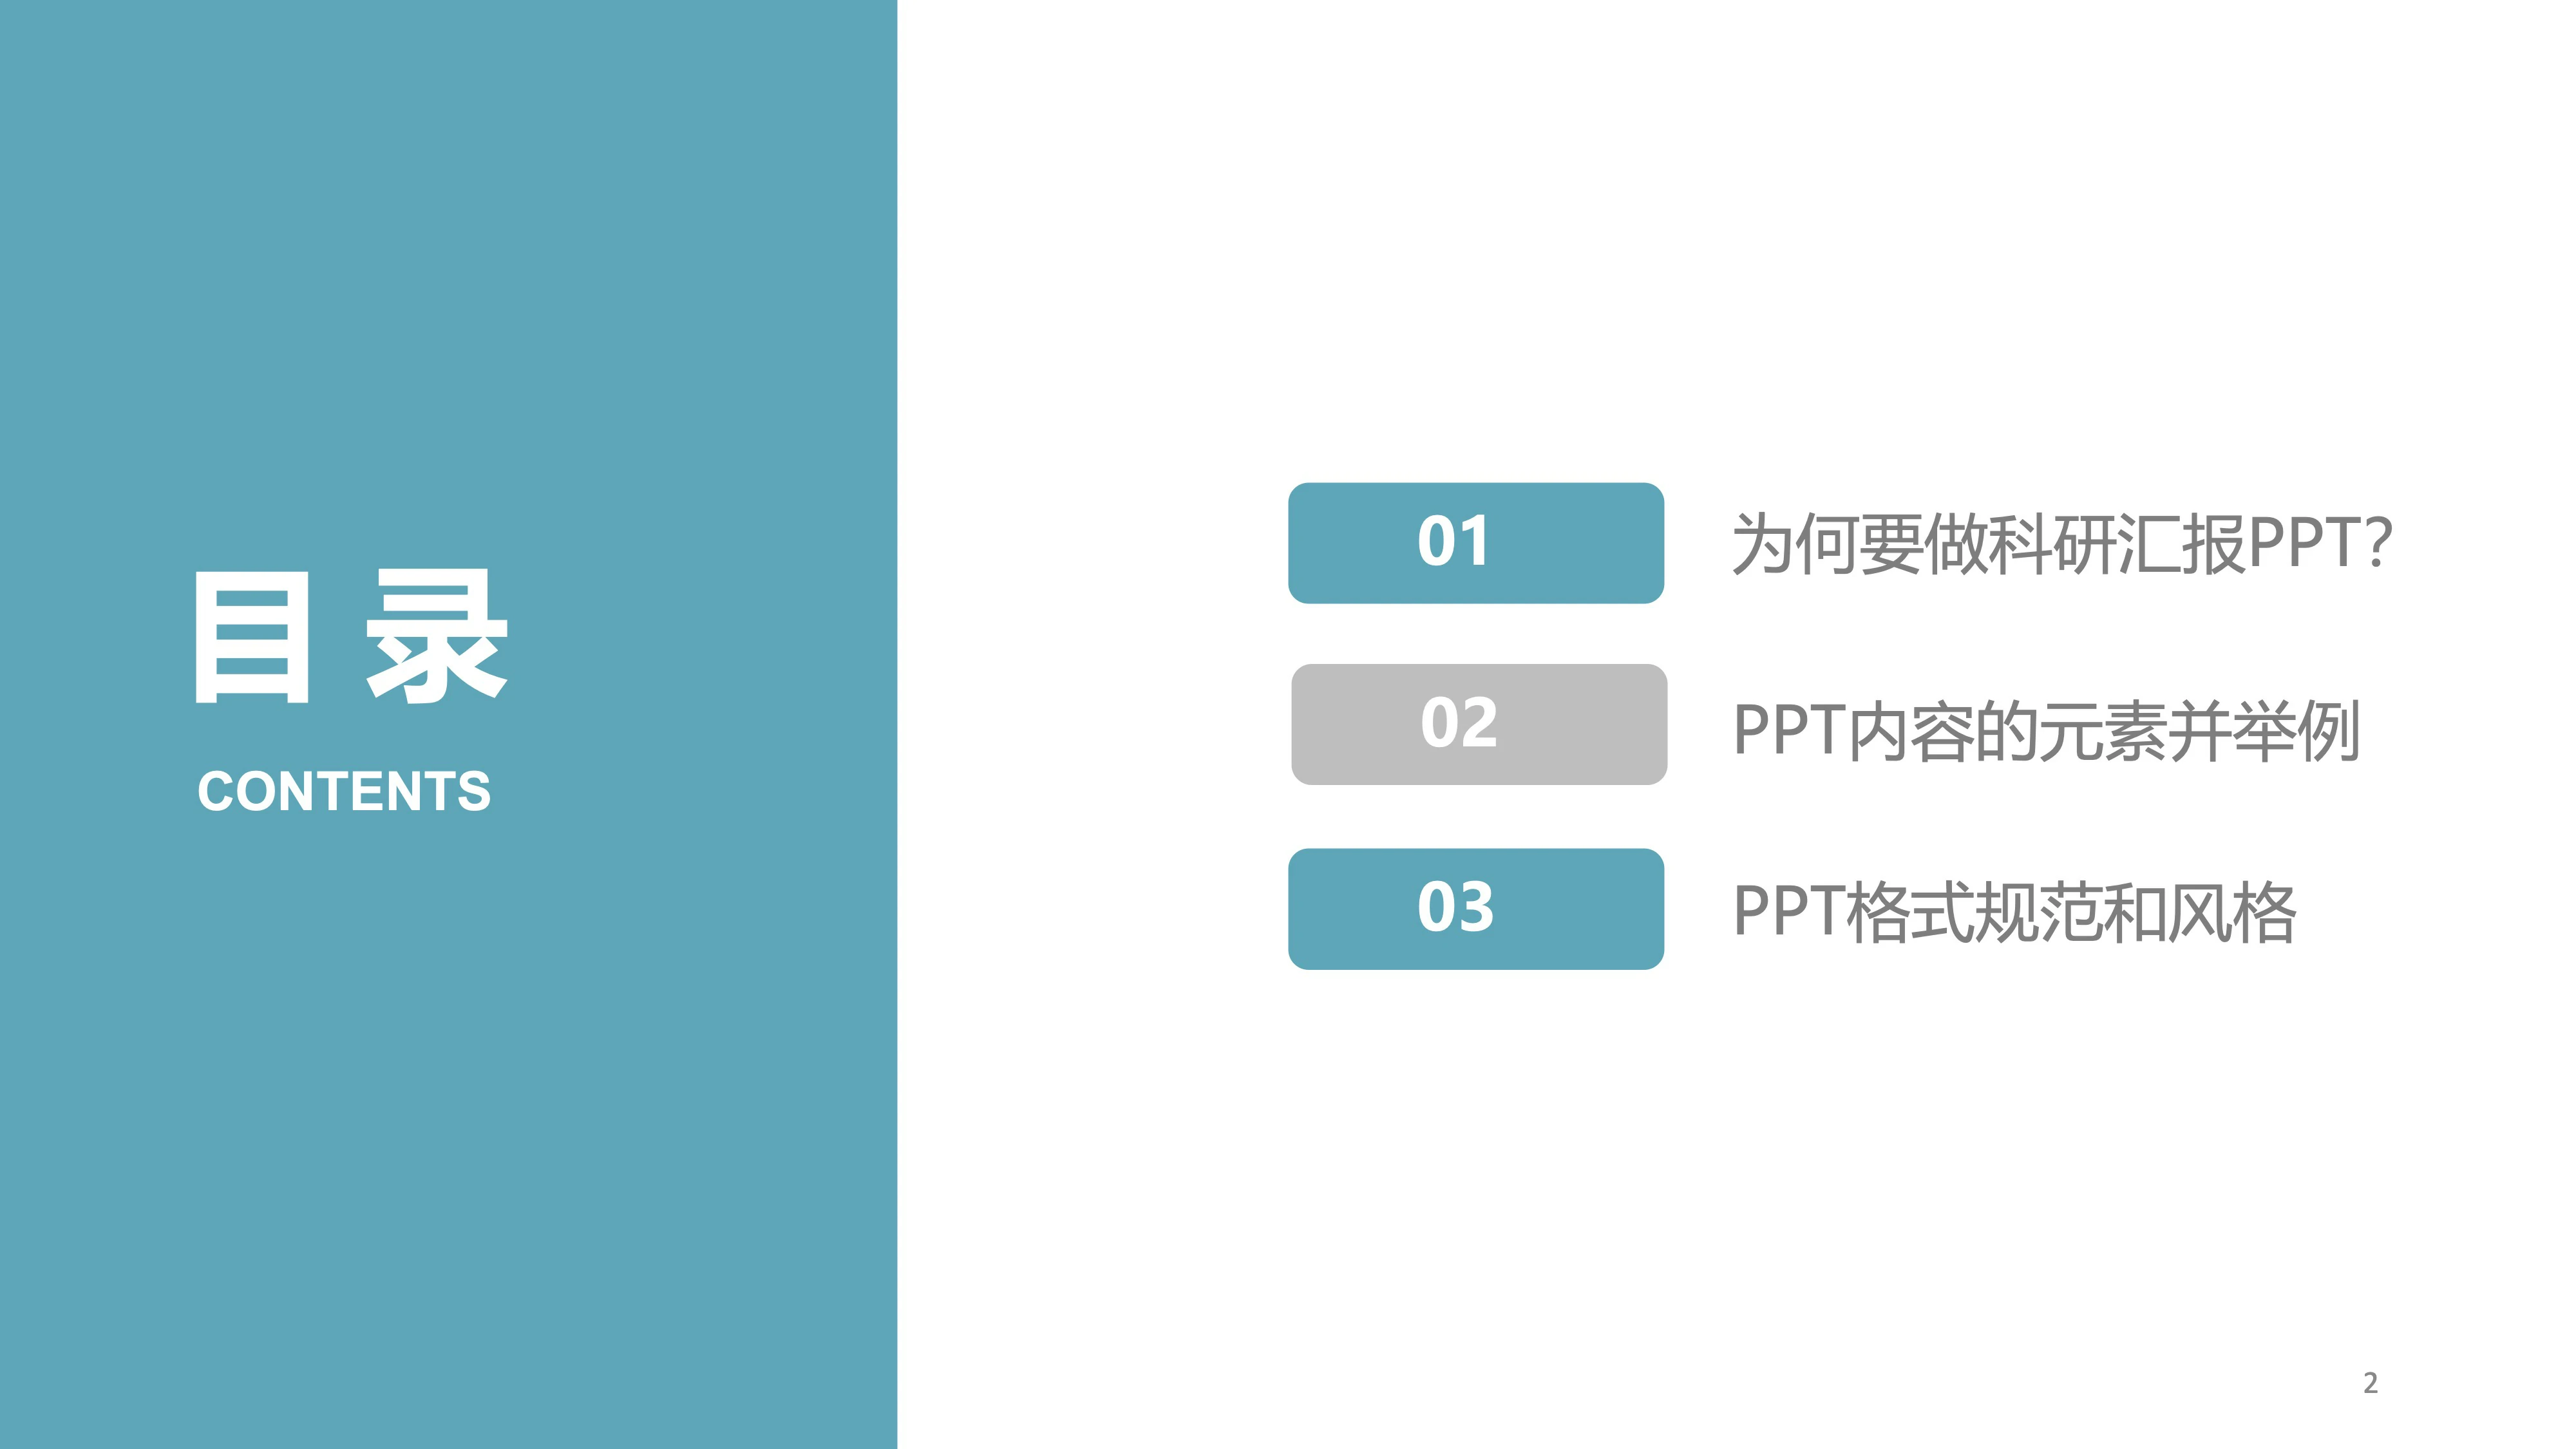 目录
CONTENTS
01 为何要做科研汇报PPT?
02 PPT内容的元素并举例
03 PPT格式规范和风格
2